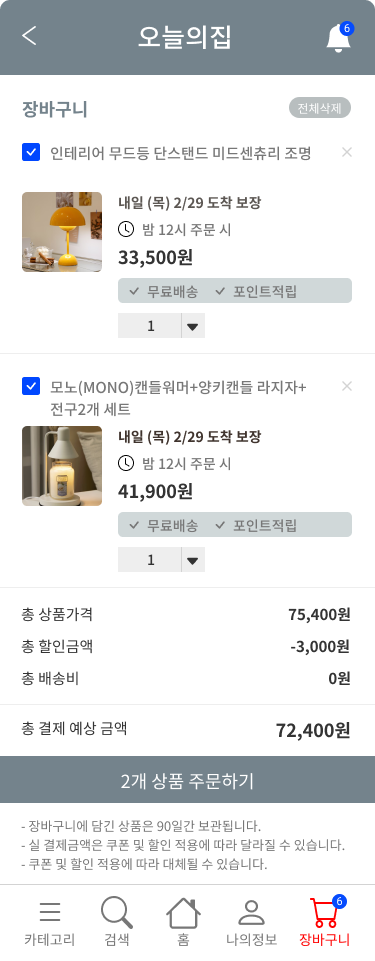 오늘의집
6
장바구니
전체삭제
인테리어 무드등 단스탠드 미드센츄리 조명
내일 (목) 2/29 도착 보장
밤 12시 주문 시
33,500원
무료배송 포인트적립
1
모노(MONO)캔들워머+양키캔들 라지자+
전구2개 세트
내일 (목) 2/29 도착 보장
밤 12시 주문 시
41,900원
무료배송 포인트적립
1
총 상품가격 75,400원
총 할인금액 -3,000원
총 배송비 0원
총 결제 예상 금액 72,400원
2개 상품 주문하기
- 장바구니에 담긴 상품은 90일간 보관됩니다.
- 실 결제금액은 쿠폰 및 할인 적용에 따라 달라질 수 있습니다.
- 쿠폰 및 할인 적용에 따라 대체될 수 있습니다.
6
카테고리 검색 홈 나의정보 장바구니